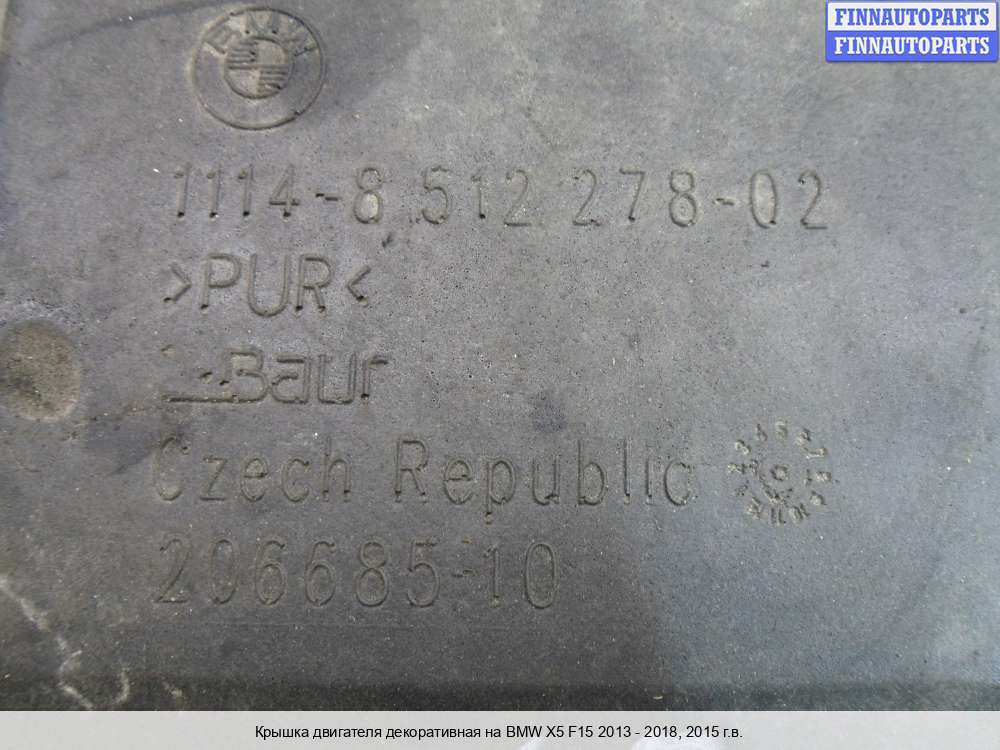 FINNAUTOPARTS
FINNAUTOPARTS
BMW
1114-8 512 278-02
>PUR<
Baur
Czech Republic
206685-10
Крышка двигателя декоративная на BMW X5 F15 2013 - 2018, 2015 г.в.